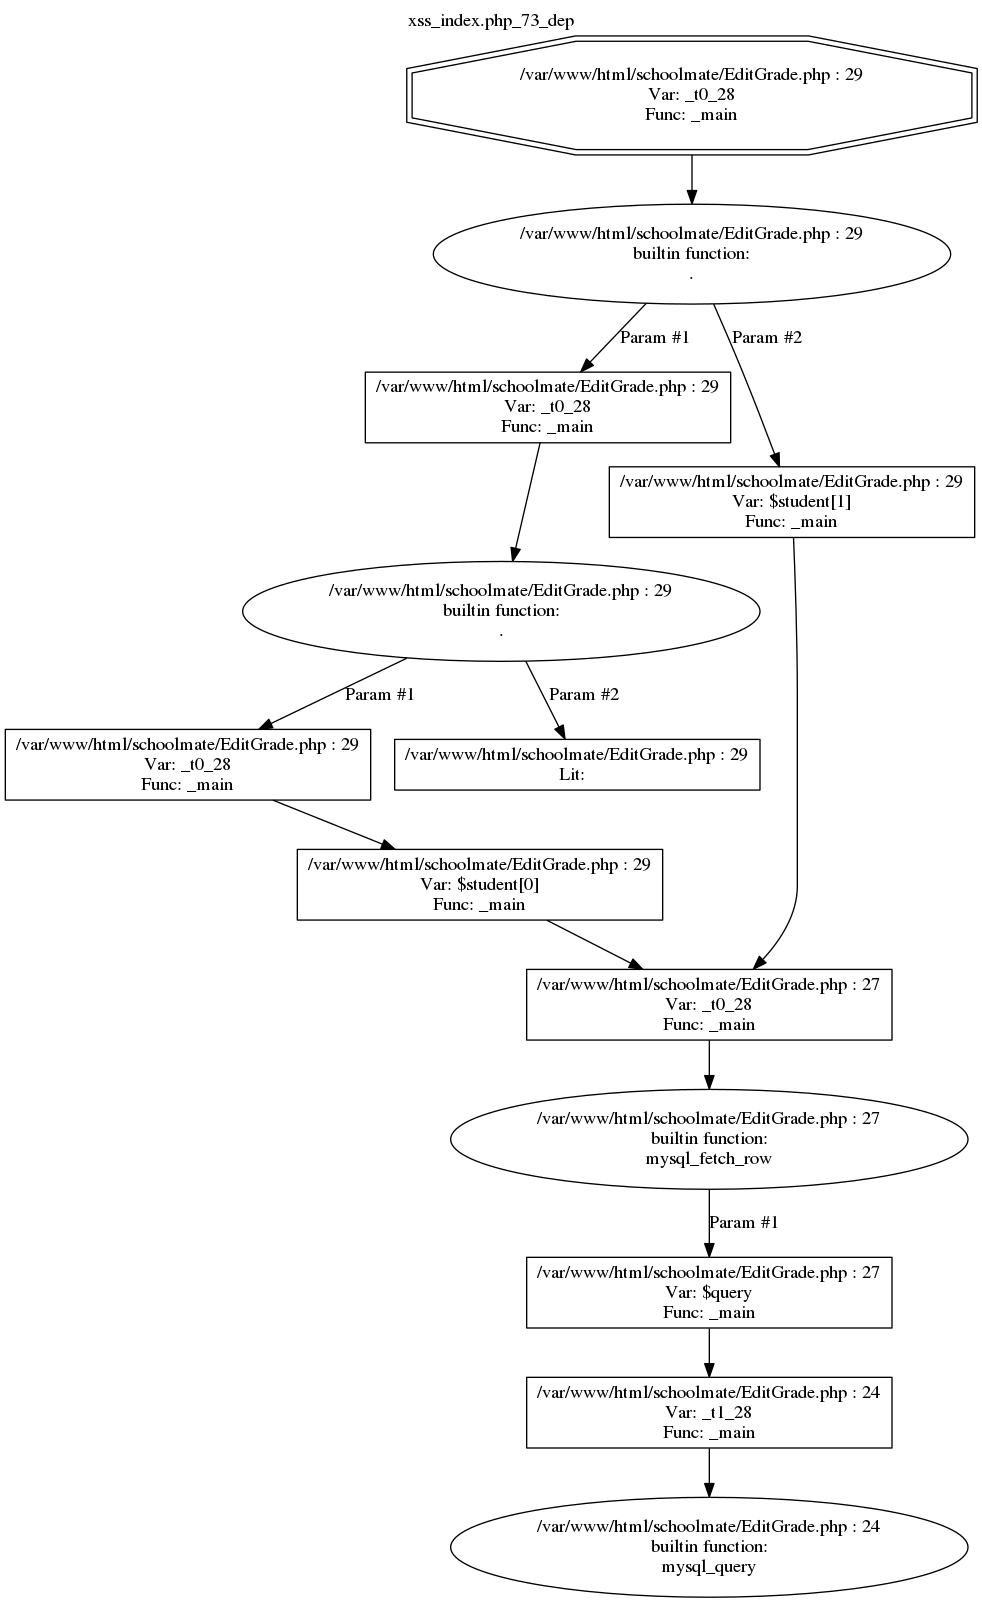 xss_index.php_73_dep
/var/www/html/schoolmate/EditGrade.php : 29
Var: _t0_28
Func: _main
/var/www/html/schoolmate/EditGrade.php : 29
builtin function:
.
Param #1
Param #2
/var/www/html/schoolmate/EditGrade.php : 29
Var: _t0_28
Func: _main
/var/www/html/schoolmate/EditGrade.php : 29
Var: $student[1]
Func: _main
/var/www/html/schoolmate/EditGrade.php : 29
builtin function:
.
Param #1
Param #2
/var/www/html/schoolmate/EditGrade.php : 29
Var: _t0_28
Func: _main
/var/www/html/schoolmate/EditGrade.php : 29
Lit:
/var/www/html/schoolmate/EditGrade.php : 29
Var: $student[0]
Func: _main
/var/www/html/schoolmate/EditGrade.php : 27
Var: _t0_28
Func: _main
/var/www/html/schoolmate/EditGrade.php : 27
builtin function:
mysql_fetch_row
Param #1
/var/www/html/schoolmate/EditGrade.php : 27
Var: $query
Func: _main
/var/www/html/schoolmate/EditGrade.php : 24
Var: _t1_28
Func: _main
/var/www/html/schoolmate/EditGrade.php : 24
builtin function:
mysql_query